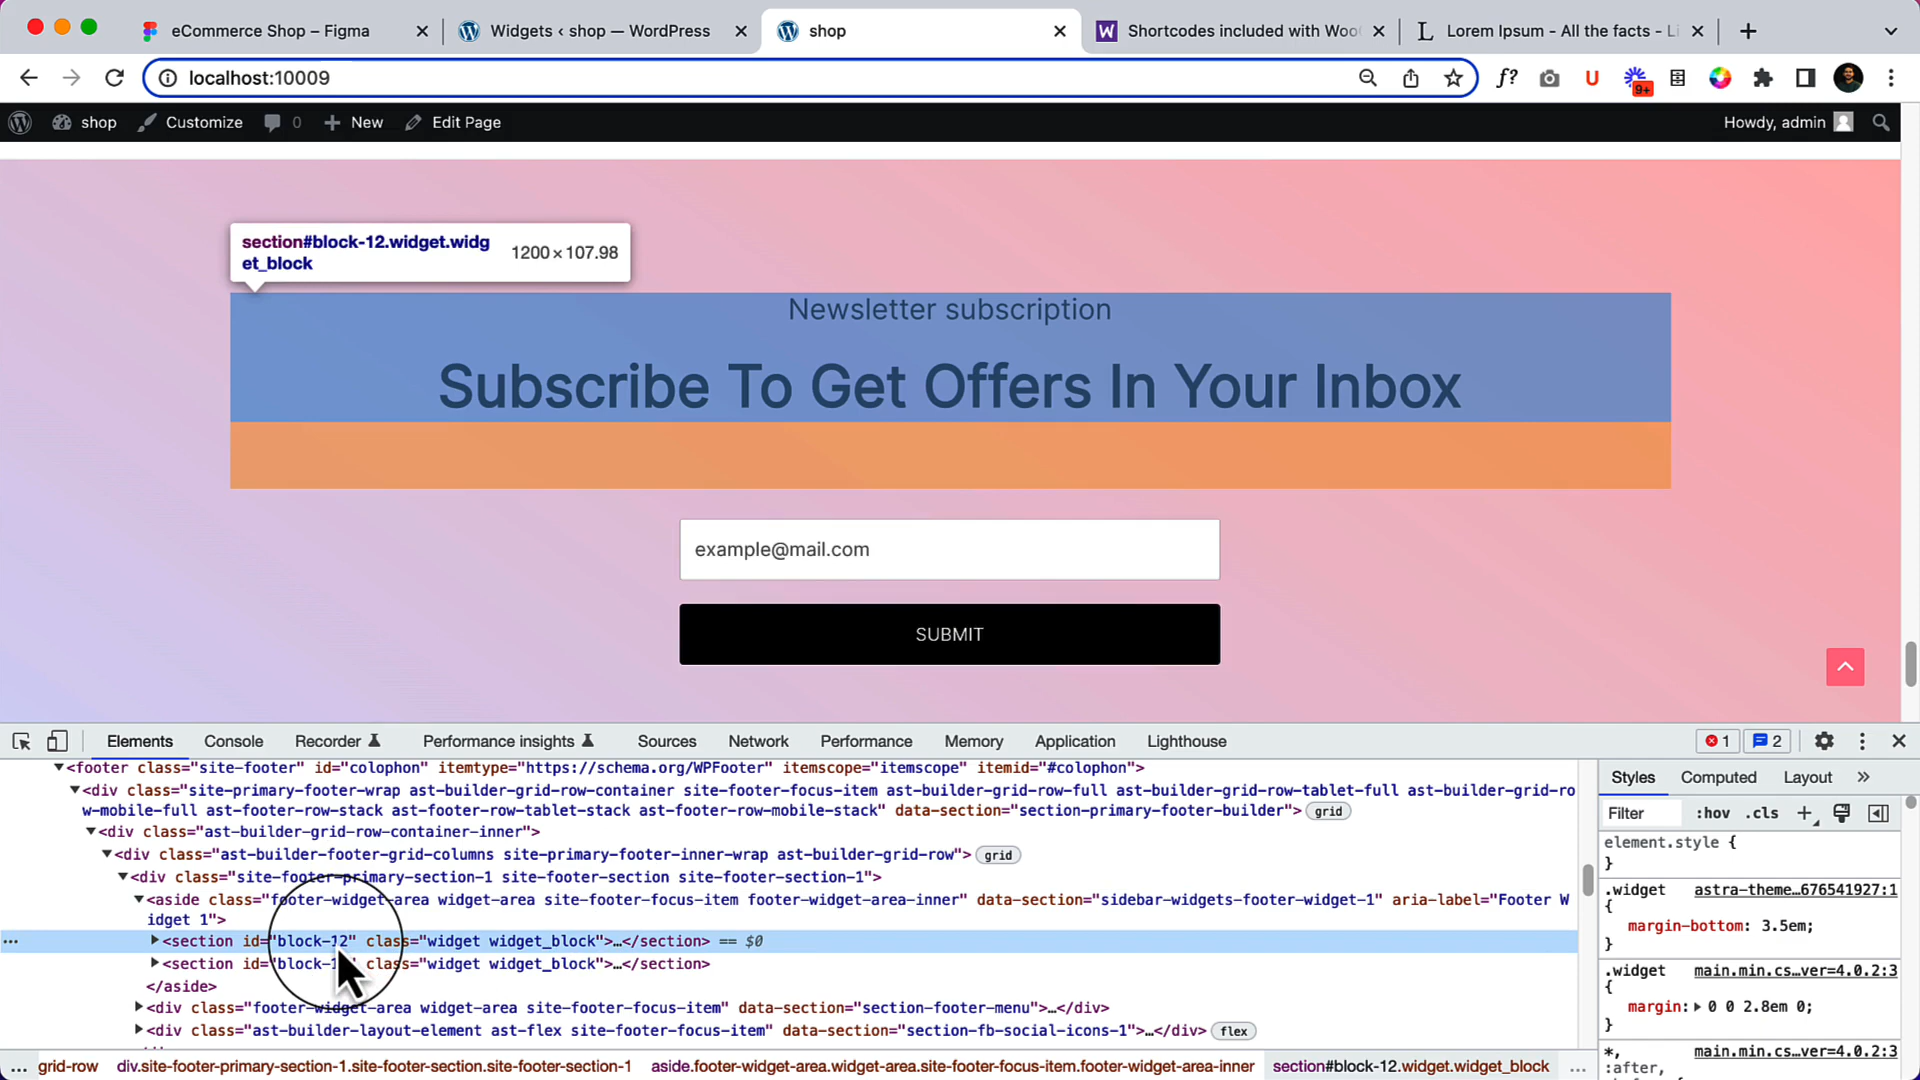 eCommerce Shop – Figma
Widgets ‹ shop — WordPress
shop
Shortcodes included with Woo
Lorem Ipsum - All the facts - Li
localhost:10009
f?
U
9+
shop
Customize
0
New
Edit Page
Howdy, admin
section#block-12.widget.widg
et_block
1200 × 107.98
Newsletter subscription
Subscribe To Get Offers In Your Inbox
example@mail.com
SUBMIT
Elements
Console
Recorder
Performance insights
Sources
Network
Performance
Memory
Application
Lighthouse
1
2
<footer class="site-footer" id="colophon" itemtype="https://schema.org/WPFooter" itemscope="itemscope" itemid="#colophon">
<div class="site-primary-footer-wrap ast-builder-grid-row-container site-footer-focus-item ast-builder-grid-row-full ast-builder-grid-row-tablet-full ast-builder-grid-ro
w-mobile-full ast-footer-row-stack ast-footer-row-tablet-stack ast-footer-row-mobile-stack" data-section="section-primary-footer-builder"> grid
<div class="ast-builder-grid-row-container-inner">
<div class="ast-builder-footer-grid-columns site-primary-footer-inner-wrap ast-builder-grid-row"> grid
<div class="site-footer-primary-section-1 site-footer-section site-footer-section-1">
<aside class="footer-widget-area widget-area site-footer-focus-item footer-widget-area-inner" data-section="sidebar-widgets-footer-widget-1" aria-label="Footer W
idget 1">
… <section id="block-12" class="widget widget_block">…</section> == $0
<section id="block-1 class="widget widget_block">…</section>
</aside>
<div class="footer-widget-area widget-area site-footer-focus-item" data-section="section-footer-menu">…</div>
<div class="ast-builder-layout-element ast-flex site-footer-focus-item" data-section="section-fb-social-icons-1">…</div> flex
… grid-row div.site-footer-primary-section-1.site-footer-section.site-footer-section-1 aside.footer-widget-area.widget-area.site-footer-focus-item.footer-widget-area-inner section#block-12.widget.widget_block …
Styles
Computed
Layout
»
Filter
:hov
.cls
element.style {
}
.widget astra-theme…676541927:1
{
margin-bottom: 3.5em;
}
.widget main.min.cs…ver=4.0.2:3
{
margin: 0 0 2.8em 0;
}
*, main.min.cs…ver=4.0.2:3
:after,